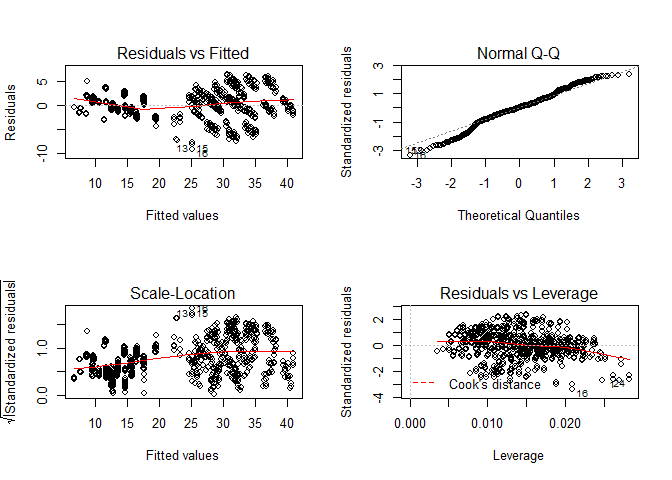 Residuals vs Fitted
Residuals
5
0
-10
13
15
16
10 15 20 25 30 35 40
Fitted values
Normal Q-Q
Standardized residuals
3
1
-1
-3
-3 -2 -1 0 1 2 3
Theoretical Quantiles
Scale-Location
√|Standardized residuals|
1.0
0.0
13
15
10 15 20 25 30 35 40
Fitted values
Residuals vs Leverage
Standardized residuals
2
0
-2
-4
Cook's distance
16
124
0.000 0.010 0.020
Leverage